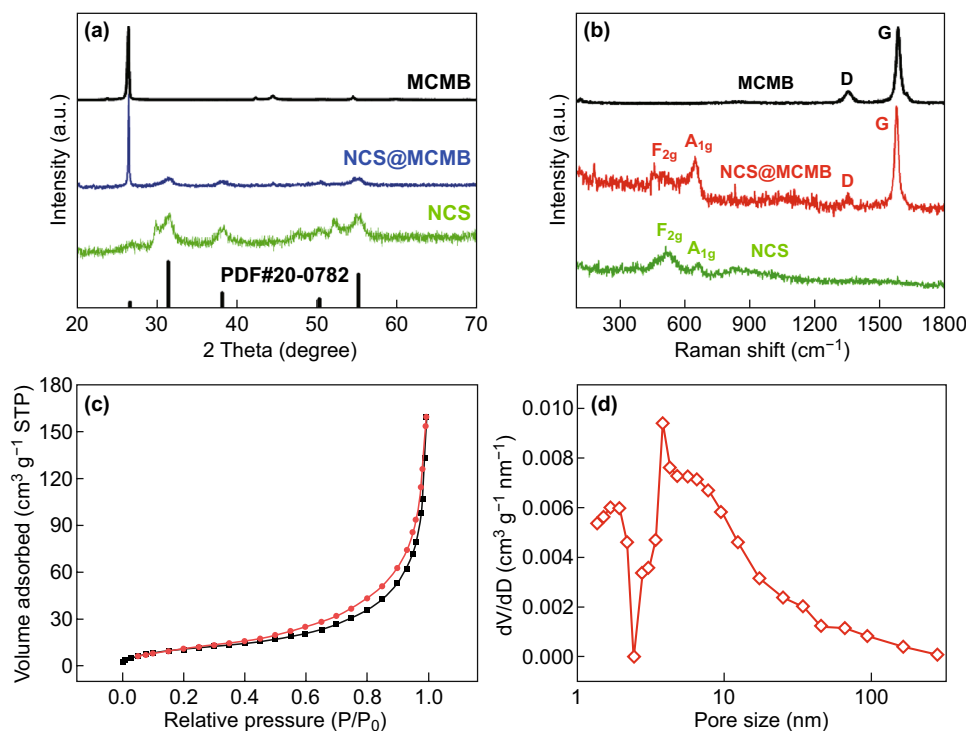 (a)
MCMB
NCS@MCMB
NCS
PDF#20-0782
Intensity (a.u.)
20 30 40 50 60 70
2 Theta (degree)
(b)
G
MCMB
D
G
F2g
A1g
NCS@MCMB
D
F2g
A1g
NCS
Intensity (a.u.)
300 600 900 1200 1500 1800
Raman shift (cm−1)
(c)
180
150
120
90
60
30
0
Volume adsorbed (cm3 g−1 STP)
0.0 0.2 0.4 0.6 0.8 1.0
Relative pressure (P/P0)
(d)
0.010
0.008
0.006
0.004
0.002
0.000
dV/dD (cm3 g−1 nm−1)
1 10 100
Pore size (nm)